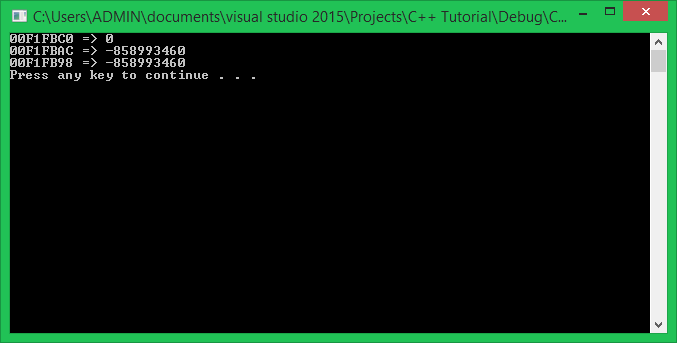 C:\Users\ADMIN\documents\visual studio 2015\Projects\C++ Tutorial\Debug\C...
00F1FBC0 => 0
00F1FBAC => -858993460
00F1FB98 => -858993460
Press any key to continue . . .